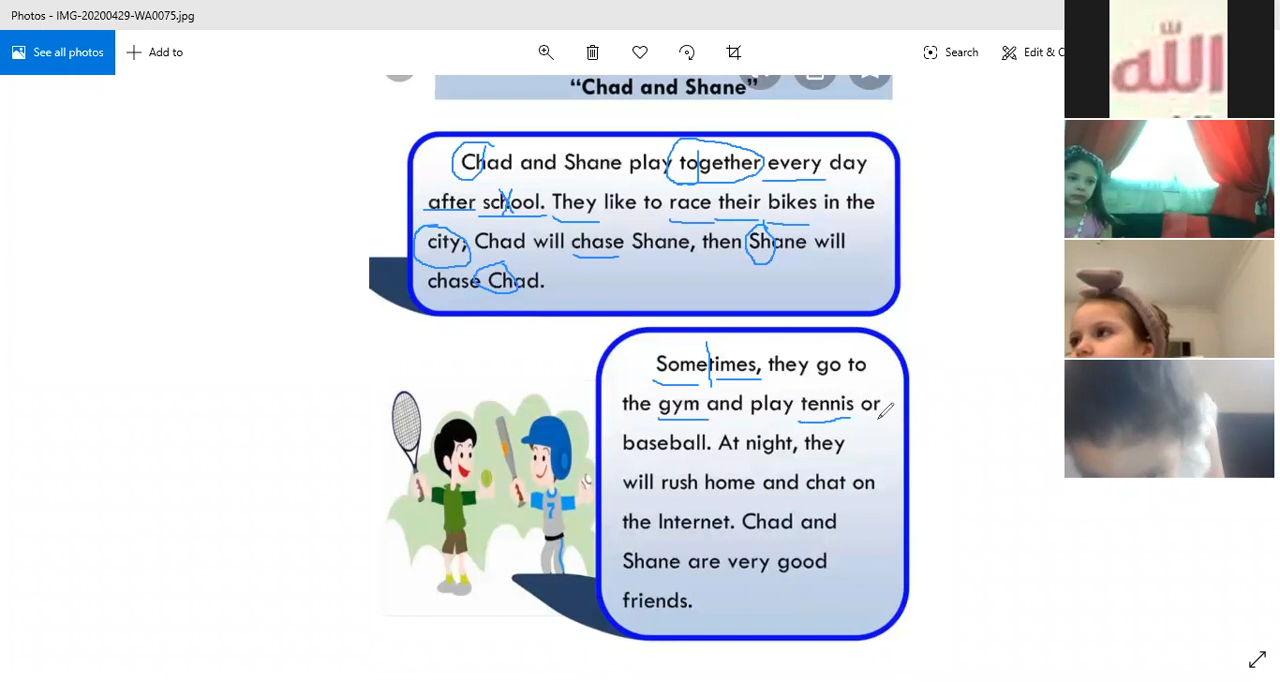 Photos - IMG-20200429-WA0075.jpg
See all photos
Add to
Search
Edit & C
"Chad and Shane"
Chad and Shane play together every day
after school. They like to race their bikes in the
city; Chad will chase Shane, then Shane will
chase Chad.
Sometimes, they go to
the gym and play tennis or
baseball. At night, they
will rush home and chat on
the Internet. Chad and
Shane are very good
friends.
7
الله